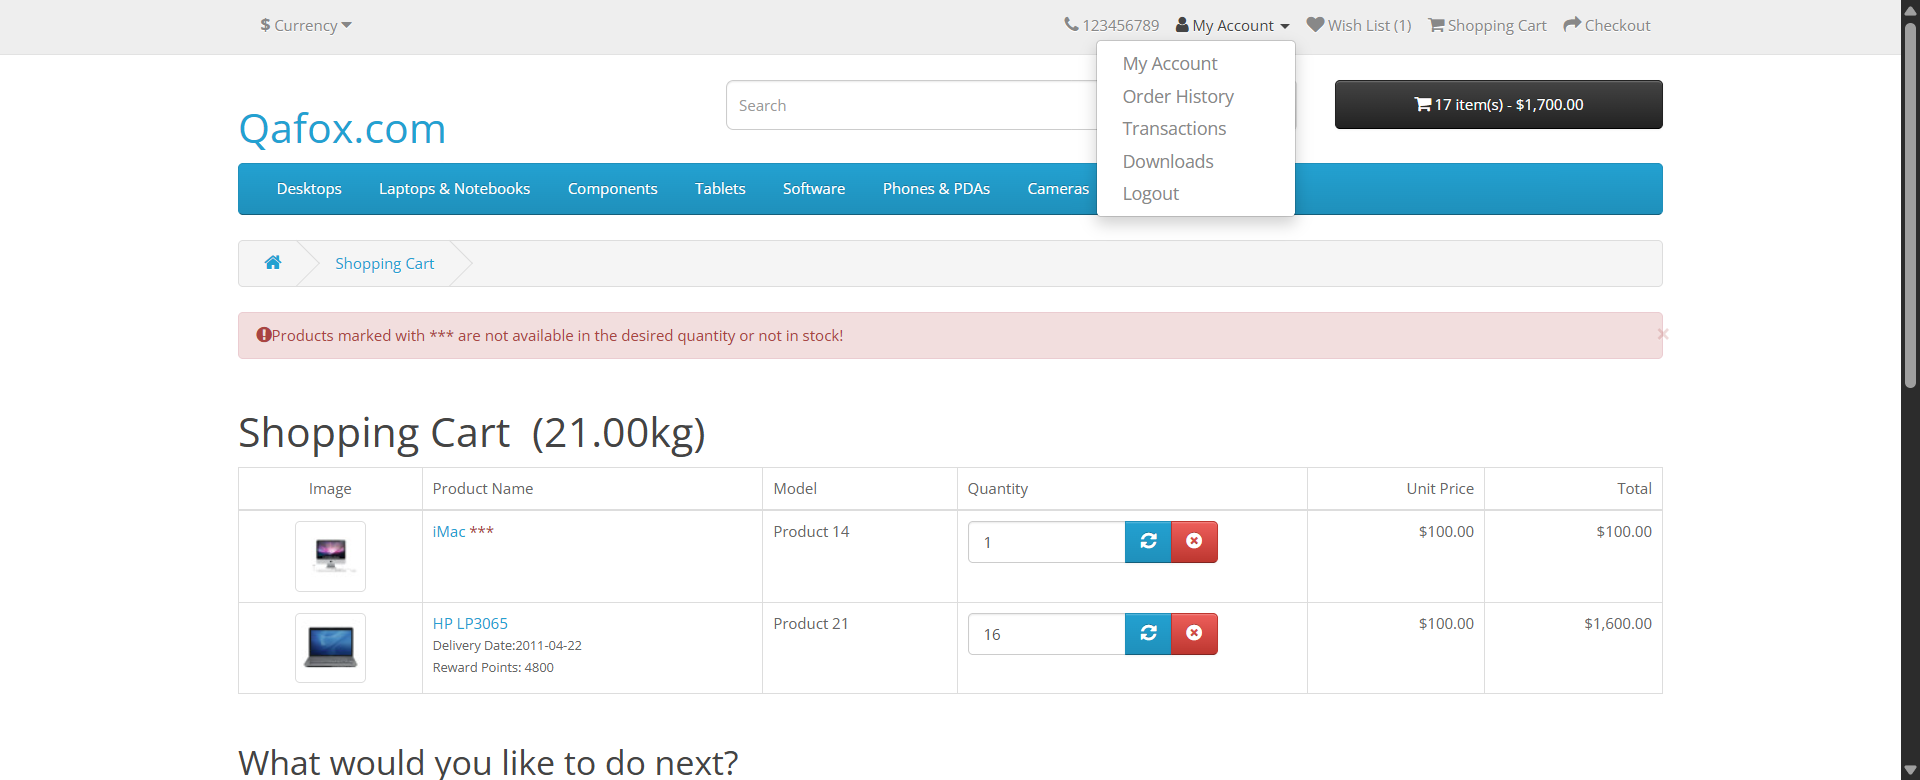 $ Currency
123456789 My Account Wish List (1) Shopping Cart Checkout
My Account
Order History
Transactions
Downloads
Logout
Qafox.com
Search
17 item(s) - $1,700.00
Desktops Laptops & Notebooks Components Tablets Software Phones & PDAs Cameras
Shopping Cart
Products marked with *** are not available in the desired quantity or not in stock!
×
Shopping Cart (21.00kg)
Image Product Name Model Quantity Unit Price Total
iMac *** Product 14 1 $100.00 $100.00
HP LP3065 Product 21 16 $100.00 $1,600.00
Delivery Date:2011-04-22
Reward Points: 4800
What would you like to do next?